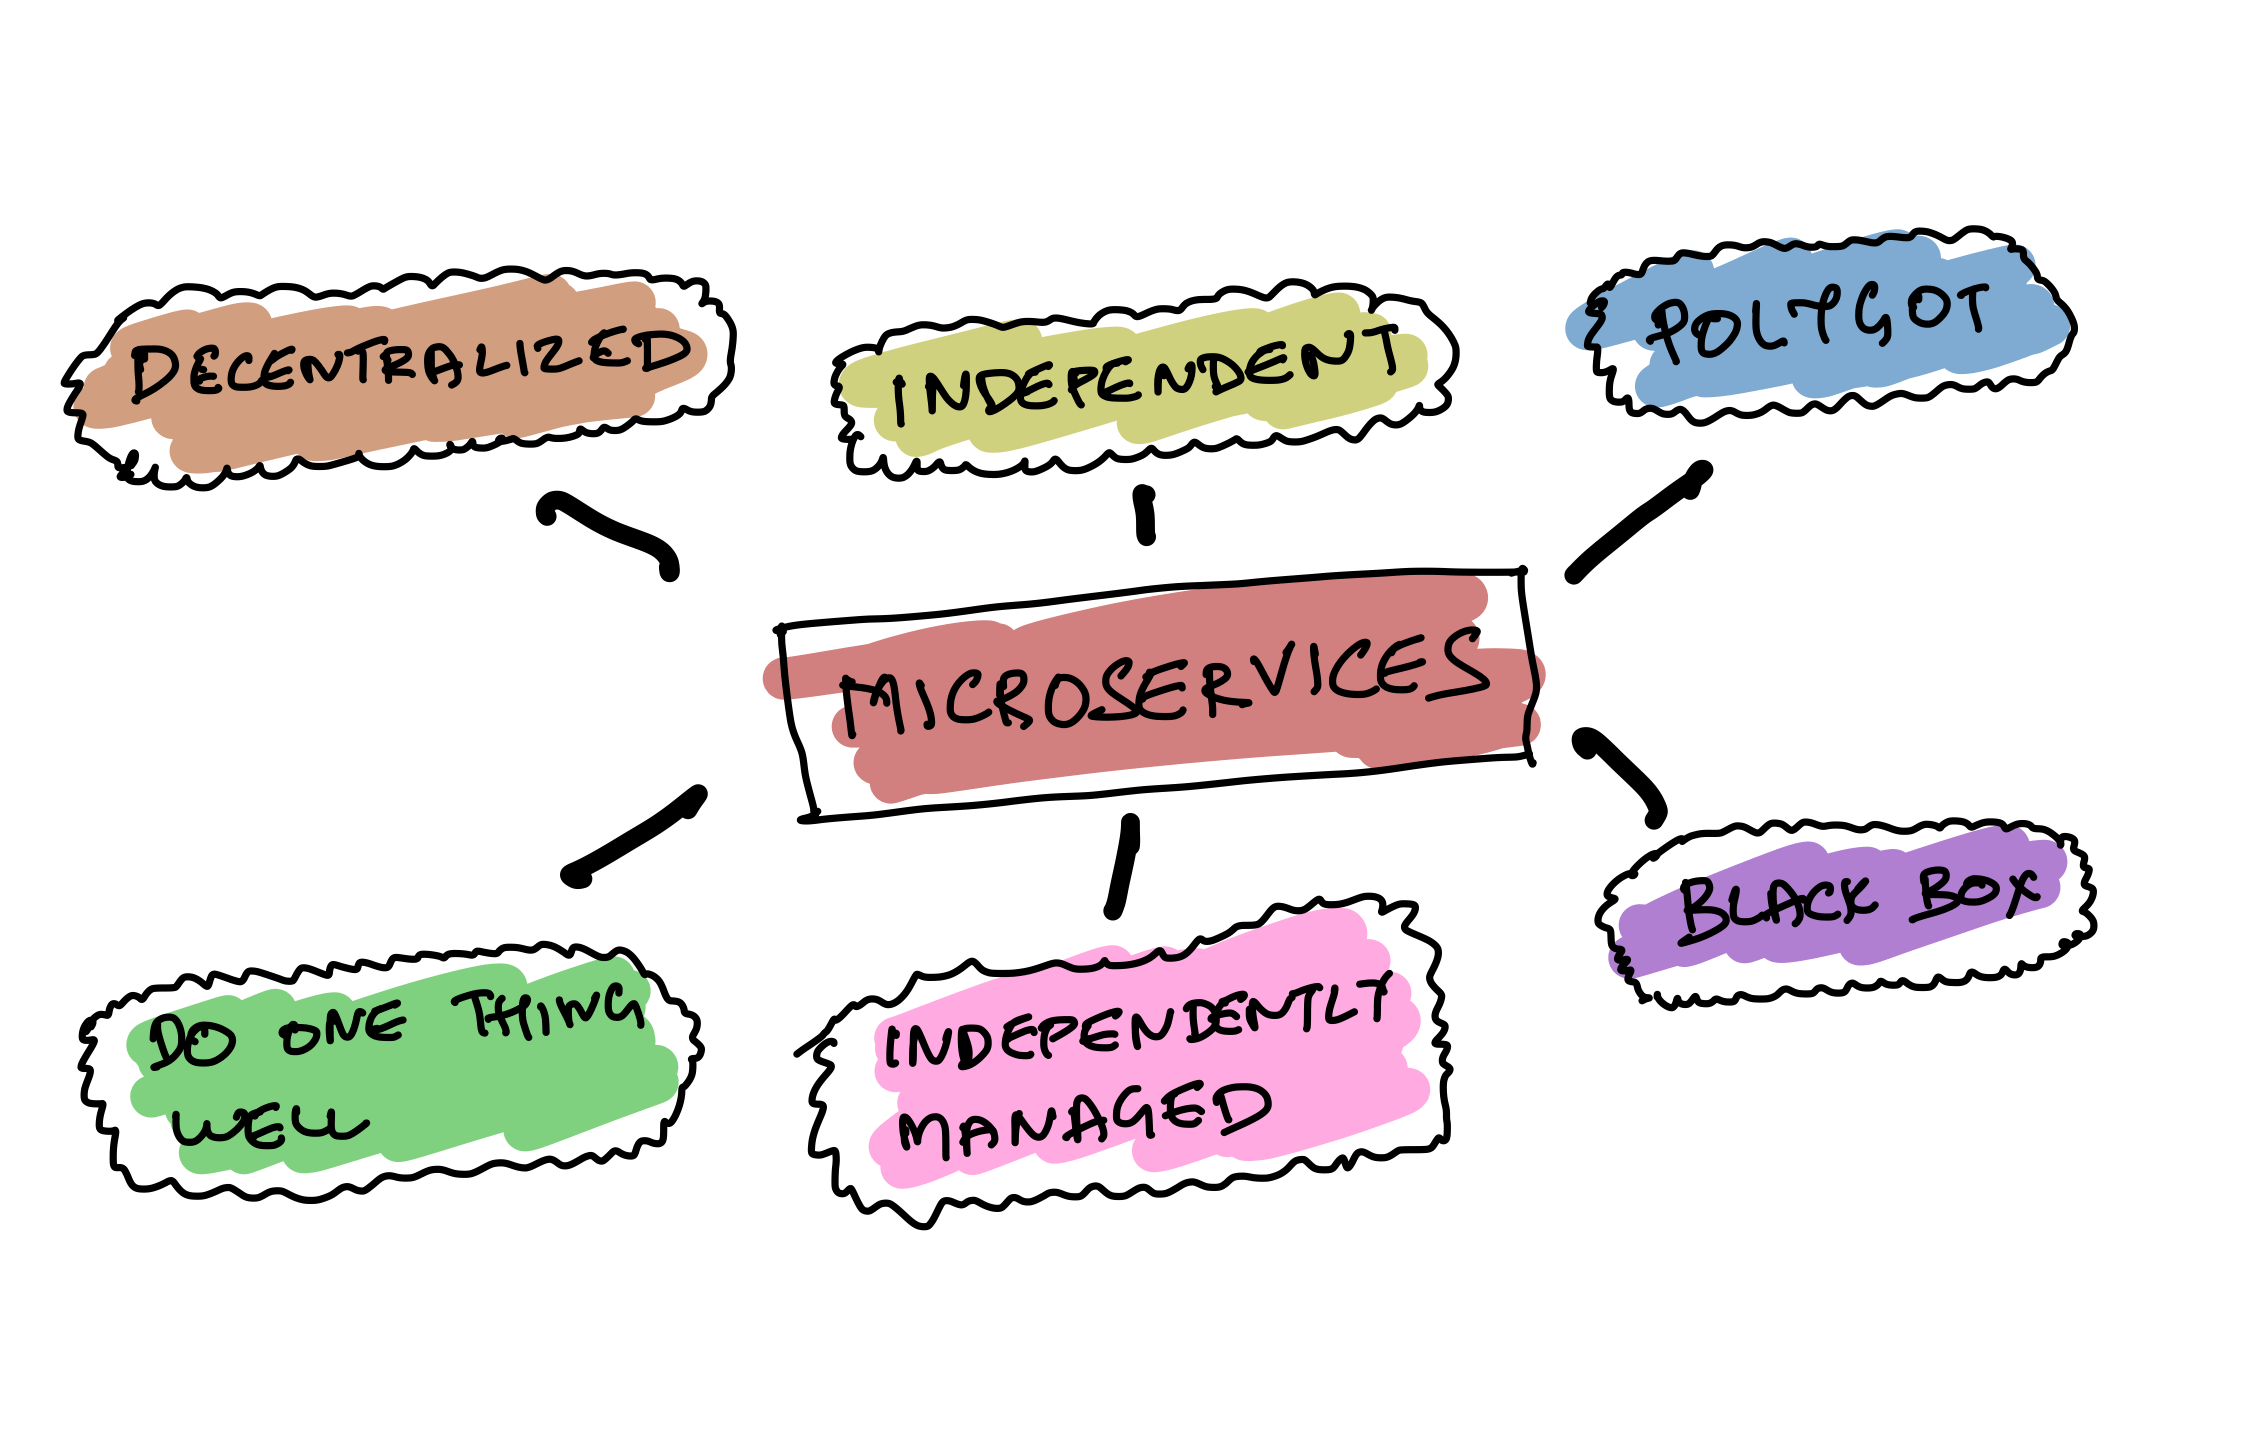 DECENTRALIZED
INDEPENDENT
POLYGOT
MICROSERVICES
BLACK BOX
DO ONE THING
WELL
INDEPENDENTLY
MANAGED